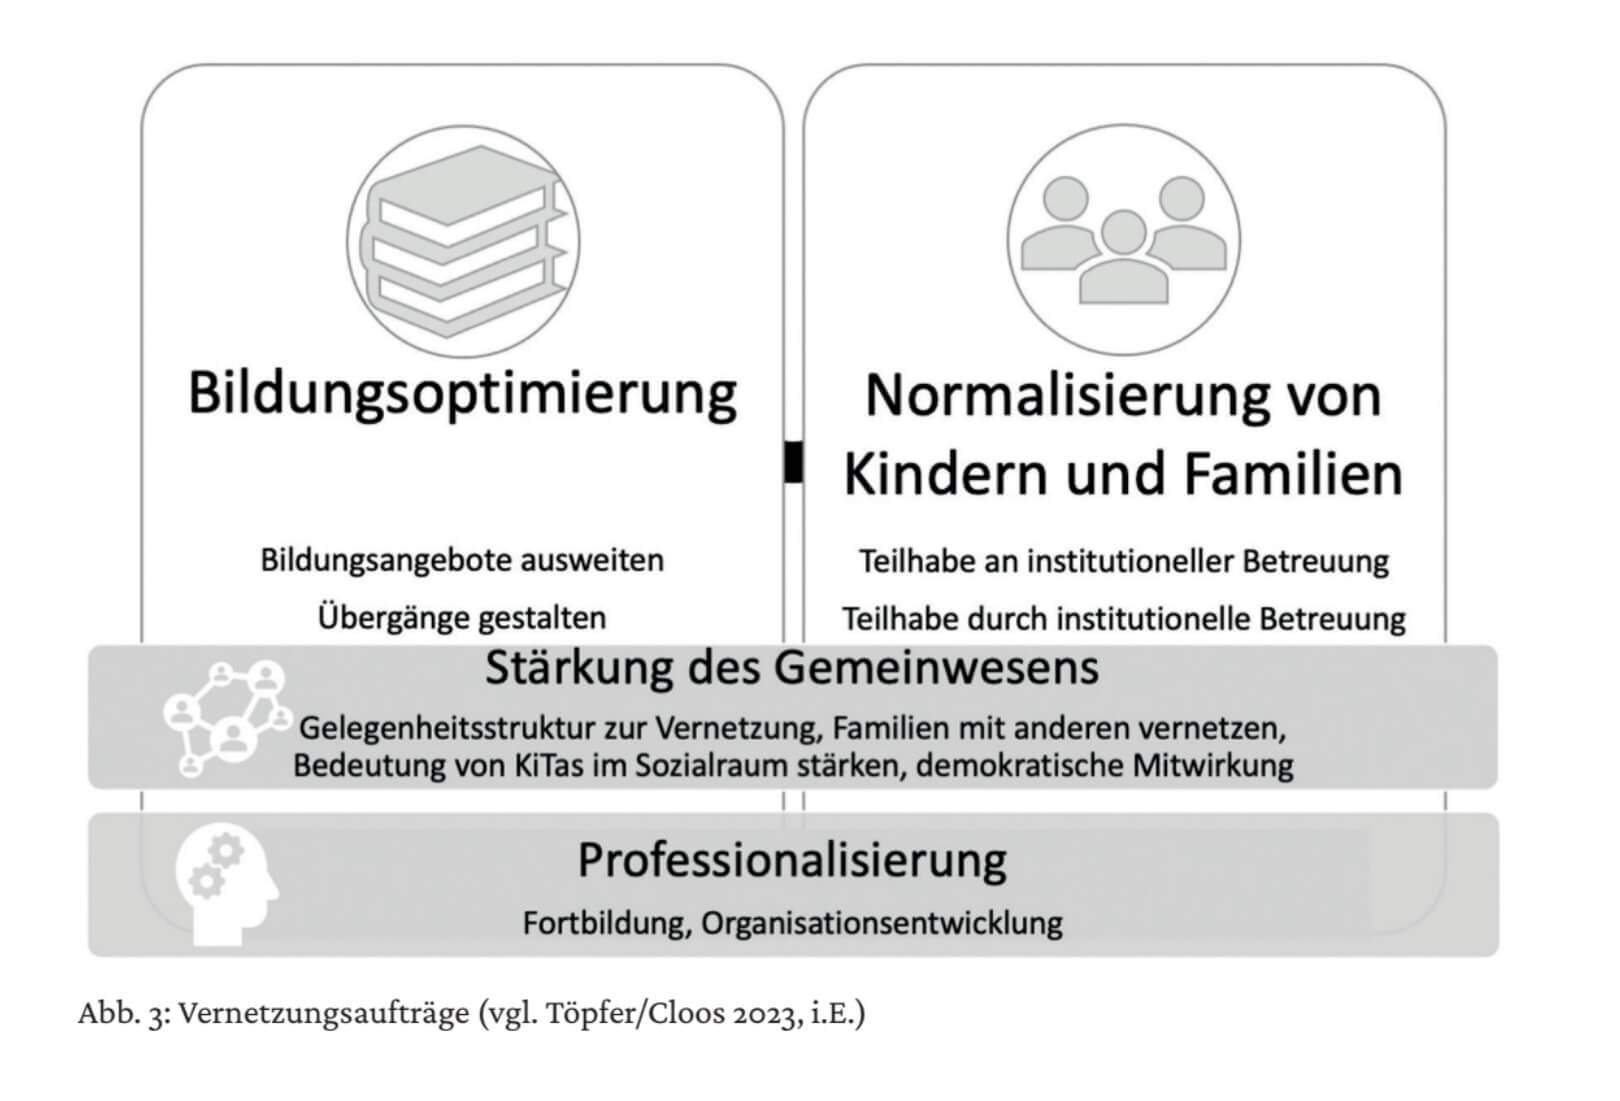 Bildungsoptimierung
Bildungsangebote ausweiten
Übergänge gestalten
Normalisierung von
Kindern und Familien
Teilhabe an institutioneller Betreuung
Teilhabe durch institutionelle Betreuung
Stärkung des Gemeinwesens
Gelegenheitsstruktur zur Vernetzung, Familien mit anderen vernetzen,
Bedeutung von KiTas im Sozialraum stärken, demokratische Mitwirkung
Professionalisierung
Fortbildung, Organisationsentwicklung
Abb. 3: Vernetzungsaufträge (vgl. Töpfer/Cloos 2023, i.E.)